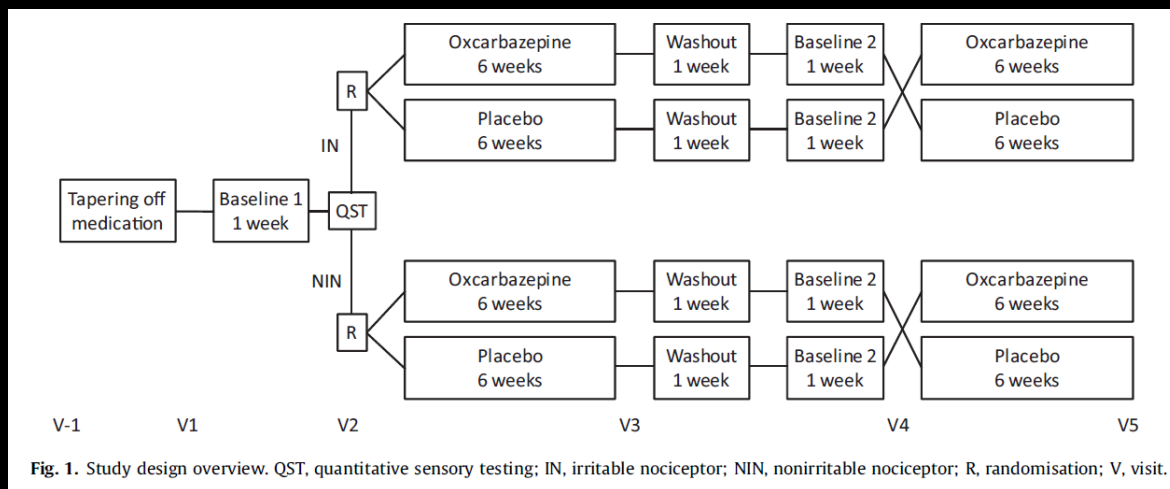 Oxcarbazepine
6 weeks
Washout
1 week
Baseline 2
1 week
Oxcarbazepine
6 weeks
R
Placebo
6 weeks
Washout
1 week
Baseline 2
1 week
Placebo
6 weeks
IN
Tapering off
medication
Baseline 1
1 week
QST
NIN
Oxcarbazepine
6 weeks
Washout
1 week
Baseline 2
1 week
Oxcarbazepine
6 weeks
R
Placebo
6 weeks
Washout
1 week
Baseline 2
1 week
Placebo
6 weeks
V-1 V1 V2 V3 V4 V5
Fig. 1. Study design overview. QST, quantitative sensory testing; IN, irritable nociceptor; NIN, nonirritable nociceptor; R, randomisation; V, visit.